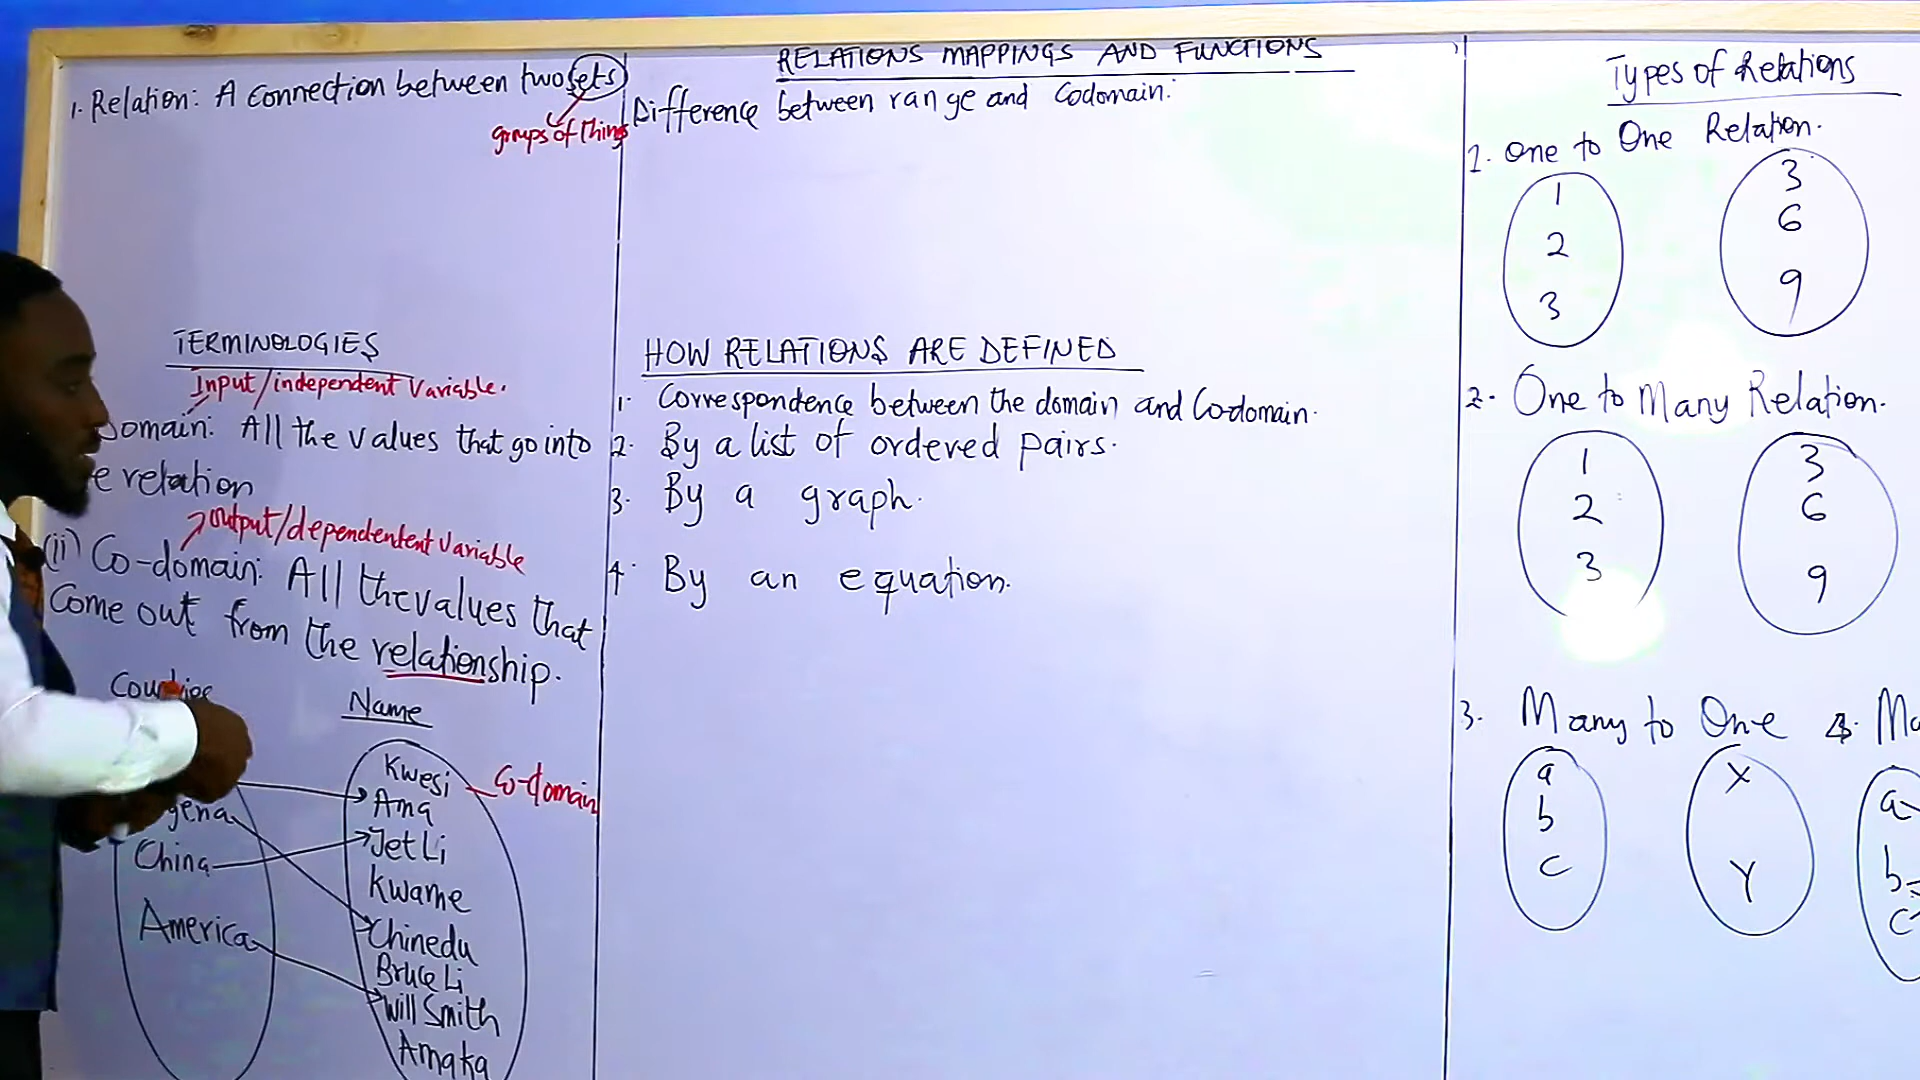 RELATIONS MAPPINGS AND FUNCTIONS
1. Relation: A connection between two sets
groups of things
TERMINOLOGIES
Input/independent Variable.
Domain: All the values that go into
e relation
output/dependentent Variable
(ii) Co-domain: All the values that
Come out from the relationship.
Name
Kwesi
Co-domain
Ama
China
Jet Li
Kwame
America
Chinedu
Bruce Li
Will Smith
Amaka
Difference between range and Codomain:
HOW RELATIONS ARE DEFINED
1. Correspondence between the domain and Co-domain.
2. By a list of ordered pairs.
3. By a graph.
4. By an equation.
Types of Relations
1. One to One Relation.
1 3
2 6
3 9
2. One to Many Relation.
1 3
2 6
3 9
3. Many to One 4. Ma
a x a
b b
c Y c